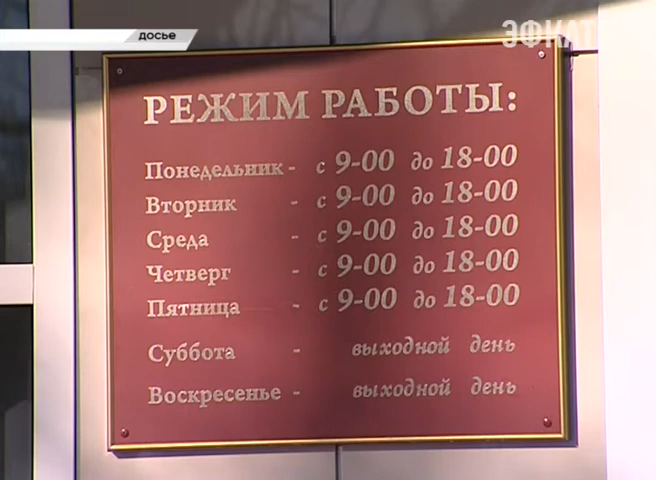 досье
ЭФКАТ
РЕЖИМ РАБОТЫ:
Понедельник - с 9-00 до 18-00
Вторник - с 9-00 до 18-00
Среда - с 9-00 до 18-00
Четверг - с 9-00 до 18-00
Пятница - с 9-00 до 18-00
Суббота - выходной день
Воскресенье - выходной день